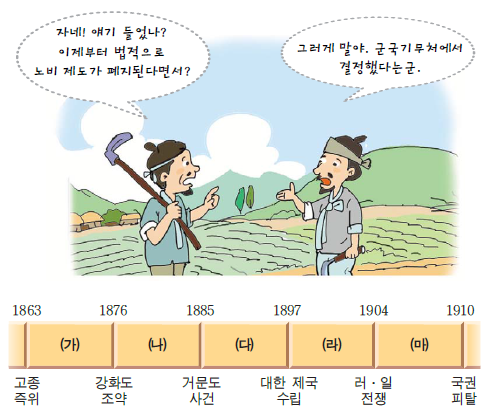 자네! 얘기 들었나?
이제부터 법적으로
노비 제도가 폐지된다면서?
그러게 말야. 군국기무처에서
결정했다는군.
1863 1876 1885 1897 1904 1910
(가) (나) (다) (라) (마)
고종 강화도 거문도 대한 제국 러·일 국권
즉위 조약 사건 수립 전쟁 피탈